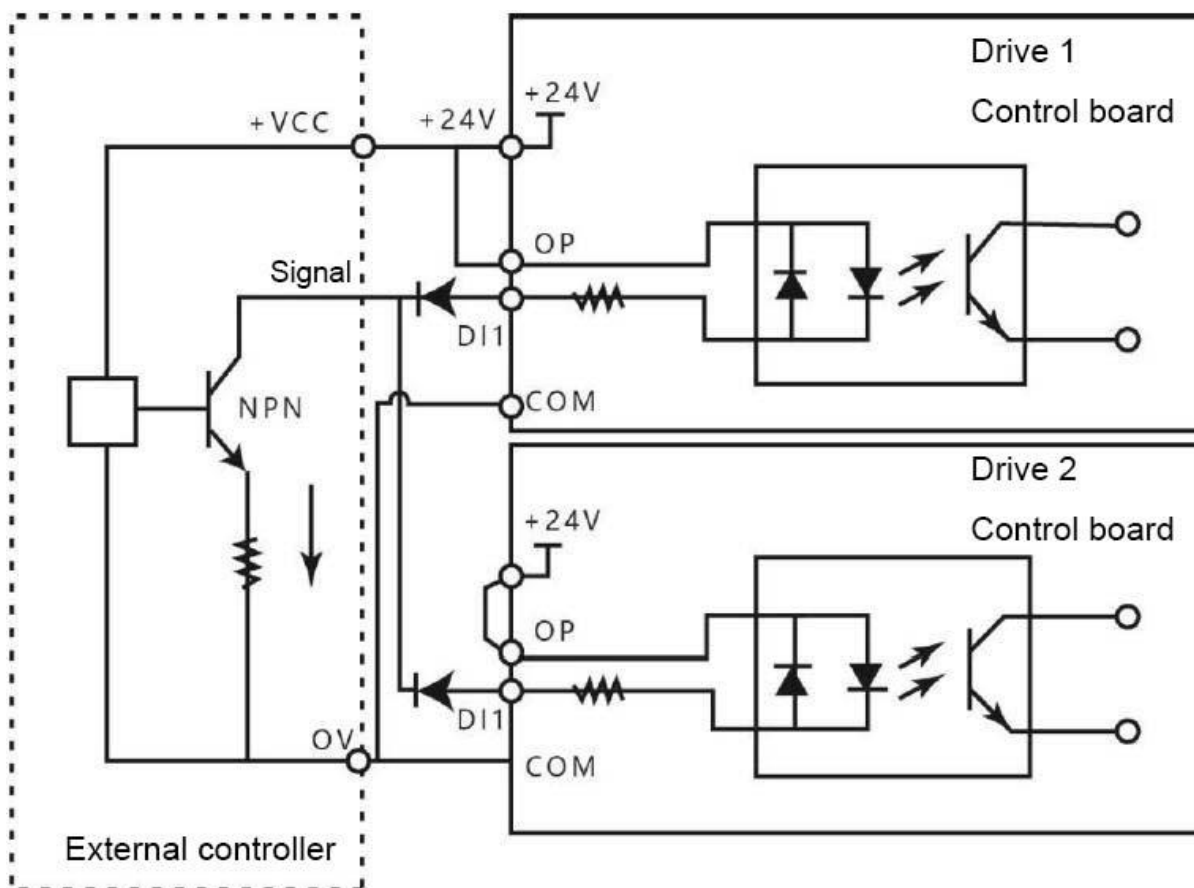 Drive 1
Control board
+24V
+VCC
+24V
OP
Signal
DI1
NPN
COM
Drive 2
Control board
+24V
OP
DI1
OV
COM
External controller